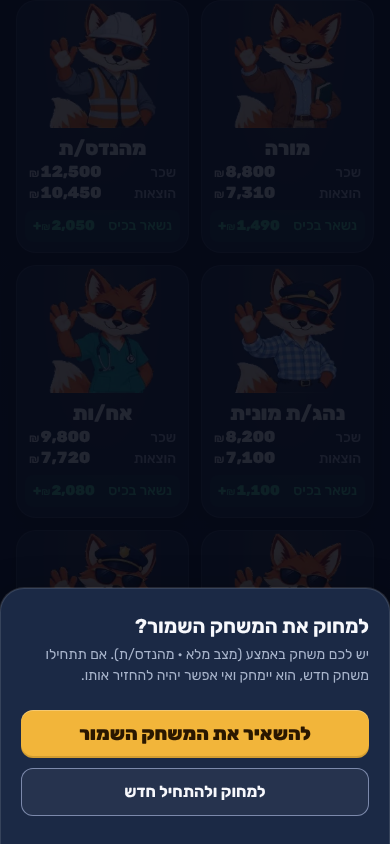 מורה
מהנדס/ת
שכר ₪8,800
הוצאות ₪7,310
נשאר בכיס +₪1,490
שכר ₪12,500
הוצאות ₪10,450
נשאר בכיס +₪2,050
נהג/ת מונית
אח/ות
שכר ₪8,200
הוצאות ₪7,100
נשאר בכיס +₪1,100
שכר ₪9,800
הוצאות ₪7,720
נשאר בכיס +₪2,080
למחוק את המשחק השמור?
יש לכם משחק באמצע (מצב מלא · מהנדס/ת). אם תתחילו
משחק חדש, הוא יימחק ואי אפשר יהיה להחזיר אותו.
להשאיר את המשחק השמור
למחוק ולהתחיל חדש